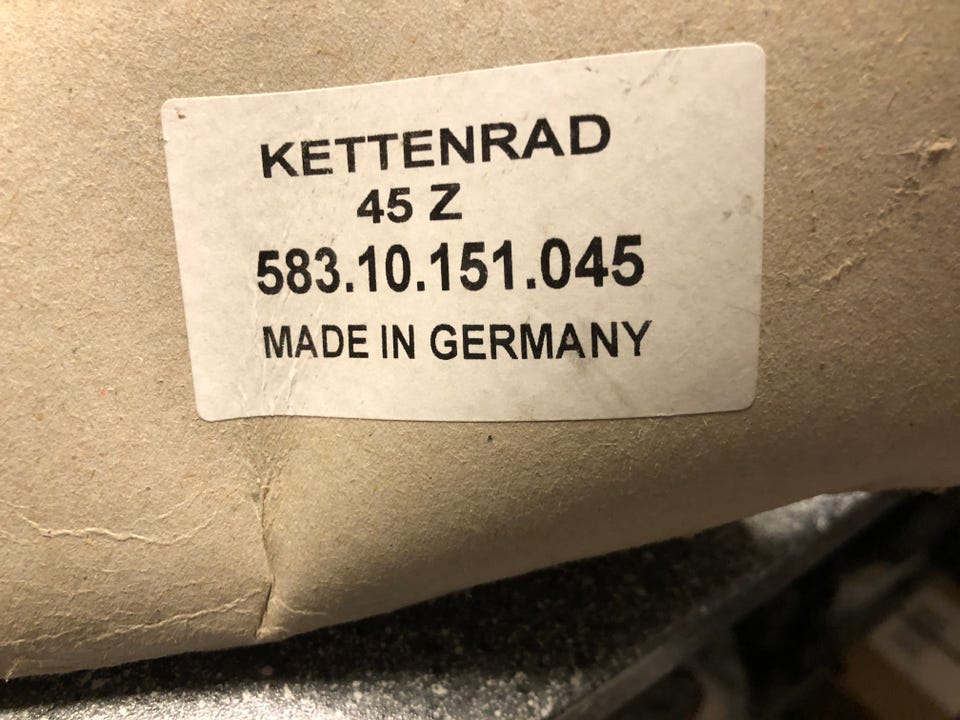 KETTENRAD
45 Z
583.10.151.045
MADE IN GERMANY